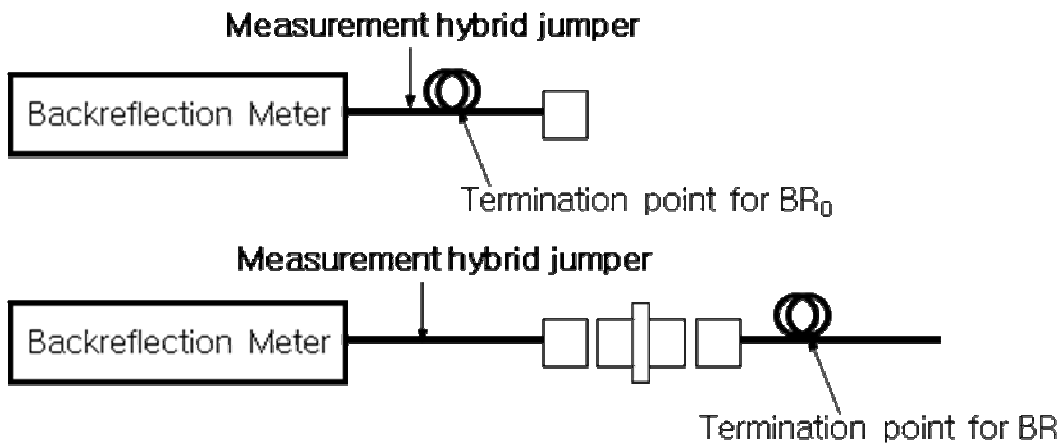 Measurement hybrid jumper
Backreflection Meter
Termination point for BR₀
Measurement hybrid jumper
Backreflection Meter
Termination point for BR